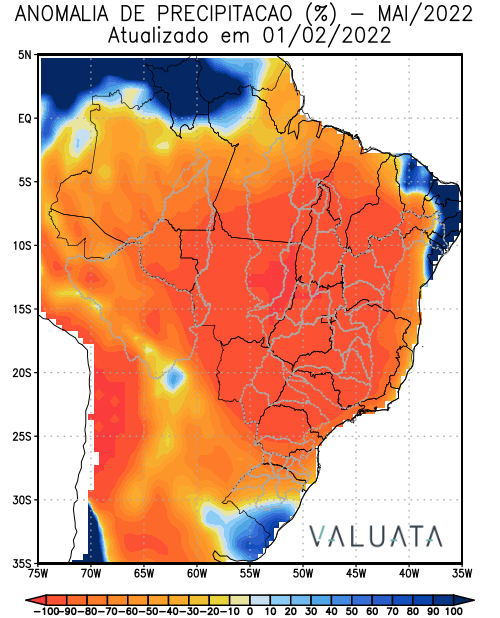 ANOMALIA DE PRECIPITACAO (%) – MAI/2022
Atualizado em 01/02/2022
5N
EQ
5S
10S
15S
20S
25S
30S
35S
VALUATA
75W 70W 65W 60W 55W 50W 45W 40W 35W
-100 -90 -80 -70 -60 -50 -40 -30 -20 -10 0 10 20 30 40 50 60 70 80 90 100